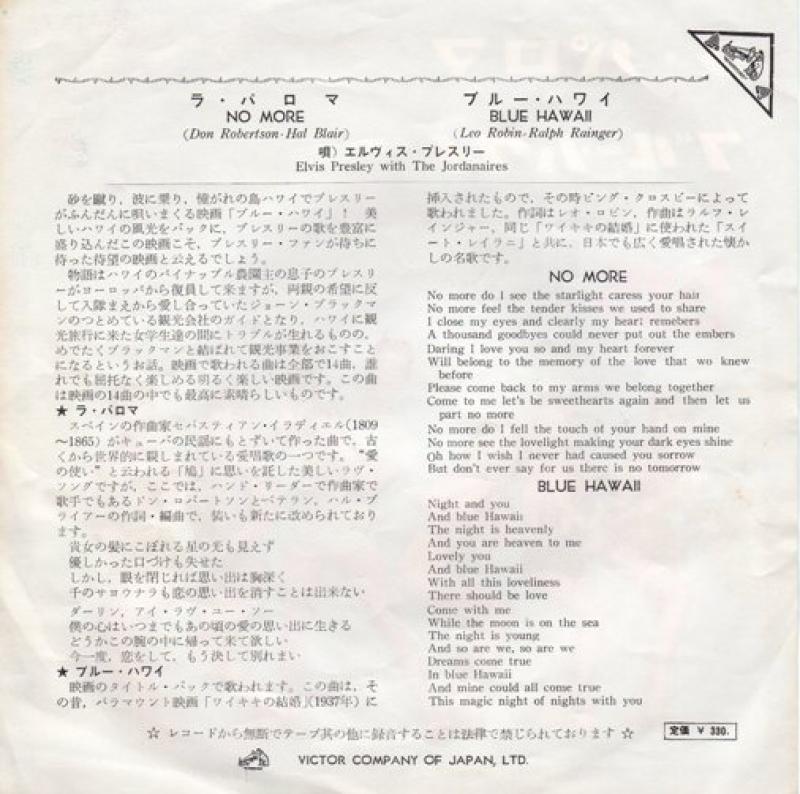 ラ・パロマ
NO MORE
(Don Robertson-Hal Blair)
ブルー・ハワイ
BLUE HAWAII
(Leo Robin-Ralph Rainger)
唄) エルヴィス・プレスリー
Elvis Presley with The Jordanaires
砂を蹴り, 波に乗り, 憧がれの島ハワイでプレスリー
がふんだんに唄いまくる映画「ブルー・ハワイ」! 美
しいハワイの風光をバックに, プレスリーの歌を豊富に
盛り込んだこの映画こそ, プレスリー・ファンが待ちに
待った待望の映画と云えるでしょう。
物語はハワイのパイナップル農園主の息子のプレスリ
ーがヨーロッパから復員して来ますが, 両親の希望に反
して入隊まえから愛し合っていたジョーン・ブラックマ
ンのつとめている観光会社のガイドとなり, ハワイに観
光旅行に来た女学生達の間にトラブルが生れるものの,
めでたくブラックマンと結ばれて観光事業をおこすこと
になるというお話。映画で歌われる曲は全部で14曲, 誰
れでも屈托なく楽しめる明るく楽しい映画です。この曲
は映画の14曲の中でも最高に素晴らしいものです。
★ ラ・パロマ
スペインの作曲家セバスティアン・イラディエル(1809
〜1865) がキューバの民謡にもとずいて作った曲で, 古
くから世界的に親しまれている愛唱歌の一つです。“愛
の使い” と云われる「鳩」に思いを託した美しいラヴ・
ソングですが, ここでは, ハンド・リーダーで作曲家で
歌手でもあるドン・ロバートソンとベテラン, ハル・ブ
ライアーの作詞・編曲で, 装いも新たに改められており
ます。
貴女の髪にこぼれる星の光も見えず
優しかった口づけも失せた
しかし, 眼を閉じれば思い出は胸深く
千のサヨウナラも恋の思い出を消すことは出来ない
ダーリン, アイ・ラヴ・ユー・ソー
僕の心はいつまでもあの頃の愛の思い出に生きる
どうかこの腕の中に帰って来て欲しい
今一度, 恋をして, もう決して別れまい
★ ブルー・ハワイ
映画のタイトル・バックで歌われます。この曲は, そ
の昔, パラマウント映画「ワイキキの結婚」(1937年) に
挿入されたもので, その時ビング・クロスビーによって
歌われました。作詞はレオ・ロビン, 作曲はラルフ・レ
インジャー, 同じ「ワイキキの結婚」に使われた「スイ
ート・レイラニ」と共に, 日本でも広く愛唱された懐か
しの名歌です。
NO MORE
No more do I see the starlight caress your hair
No more feel the tender kisses we used to share
I close my eyes and clearly my heart remebers
A thousand goodbyes could never put out the embers
Daring I love you so and my heart forever
Will belong to the memory of the love that wo knew
before
Please come back to my arms we belong together
Come to me let's be sweethearts again and then let us
part no more
No more do I fell the touch of your hand on mine
No more see the lovelight making your dark eyes shine
Oh how I wish I never had caused you sorrow
But don't ever say for us there is no tomorrow
BLUE HAWAII
Night and you
And blue Hawaii
The night is heavenly
And you are heaven to me
Lovely you
And blue Hawaii
With all this loveliness
There should be love
Come with me
While the moon is on the sea
The night is young
And so are we, so are we
Dreams come true
In blue Hawaii
And mine could all come true
This magic night of nights with you
☆ レコードから無断でテープ其の他に録音することは法律で禁じられております ☆
定価 ¥ 330.
VICTOR COMPANY OF JAPAN, LTD.